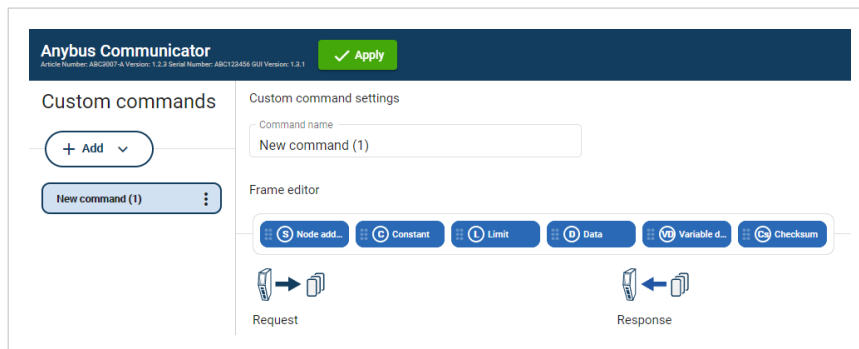 Anybus Communicator
Article Number: ABC3007-A Version: 1.2.3 Serial Number: ABC123456 GUI Version: 1.3.1
Apply
Custom commands
+ Add
New command (1)
Custom command settings
Command name
New command (1)
Frame editor
S Node add... C Constant L Limit D Data VD Variable d... Cs Checksum
Request Response